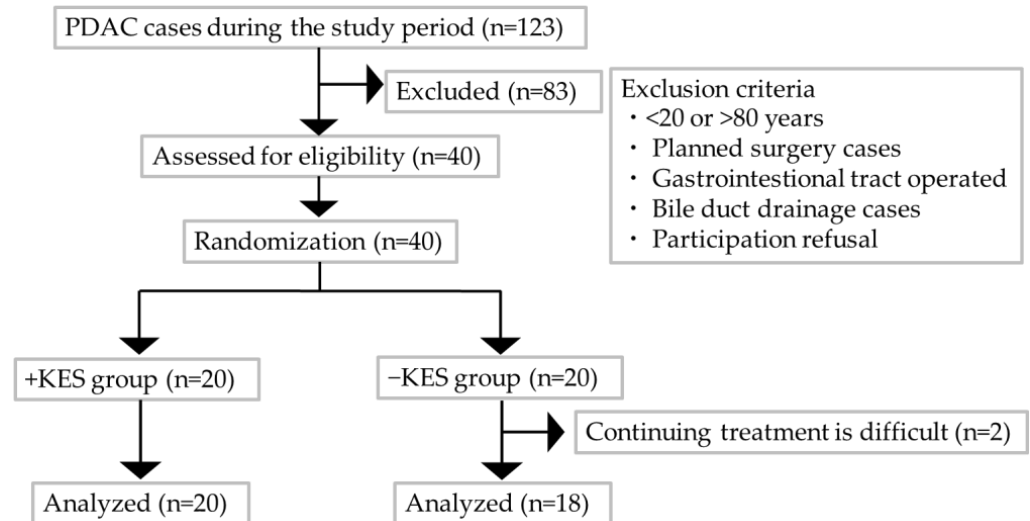 PDAC cases during the study period (n=123)
Excluded (n=83)
Exclusion criteria
・<20 or >80 years
・ Planned surgery cases
・ Gastrointestional tract operated
・ Bile duct drainage cases
・ Participation refusal
Assessed for eligibility (n=40)
Randomization (n=40)
+KES group (n=20)
−KES group (n=20)
Continuing treatment is difficult (n=2)
Analyzed (n=20)
Analyzed (n=18)